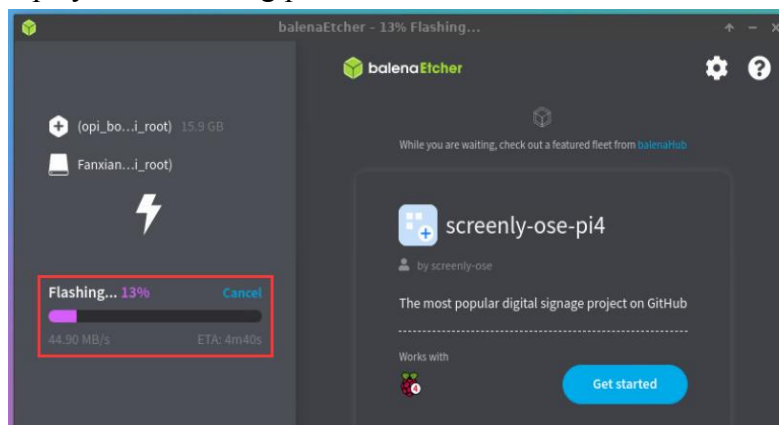 balenaEtcher - 13% Flashing...
balenaEtcher
(opi_bo...i_root) 15.9 GB
Fanxian...i_root)
While you are waiting, check out a featured fleet from balenaHub
screenly-ose-pi4
by screenly-ose
Flashing... 13% Cancel
44.90 MB/s ETA: 4m40s
The most popular digital signage project on GitHub
Works with
4
Get started